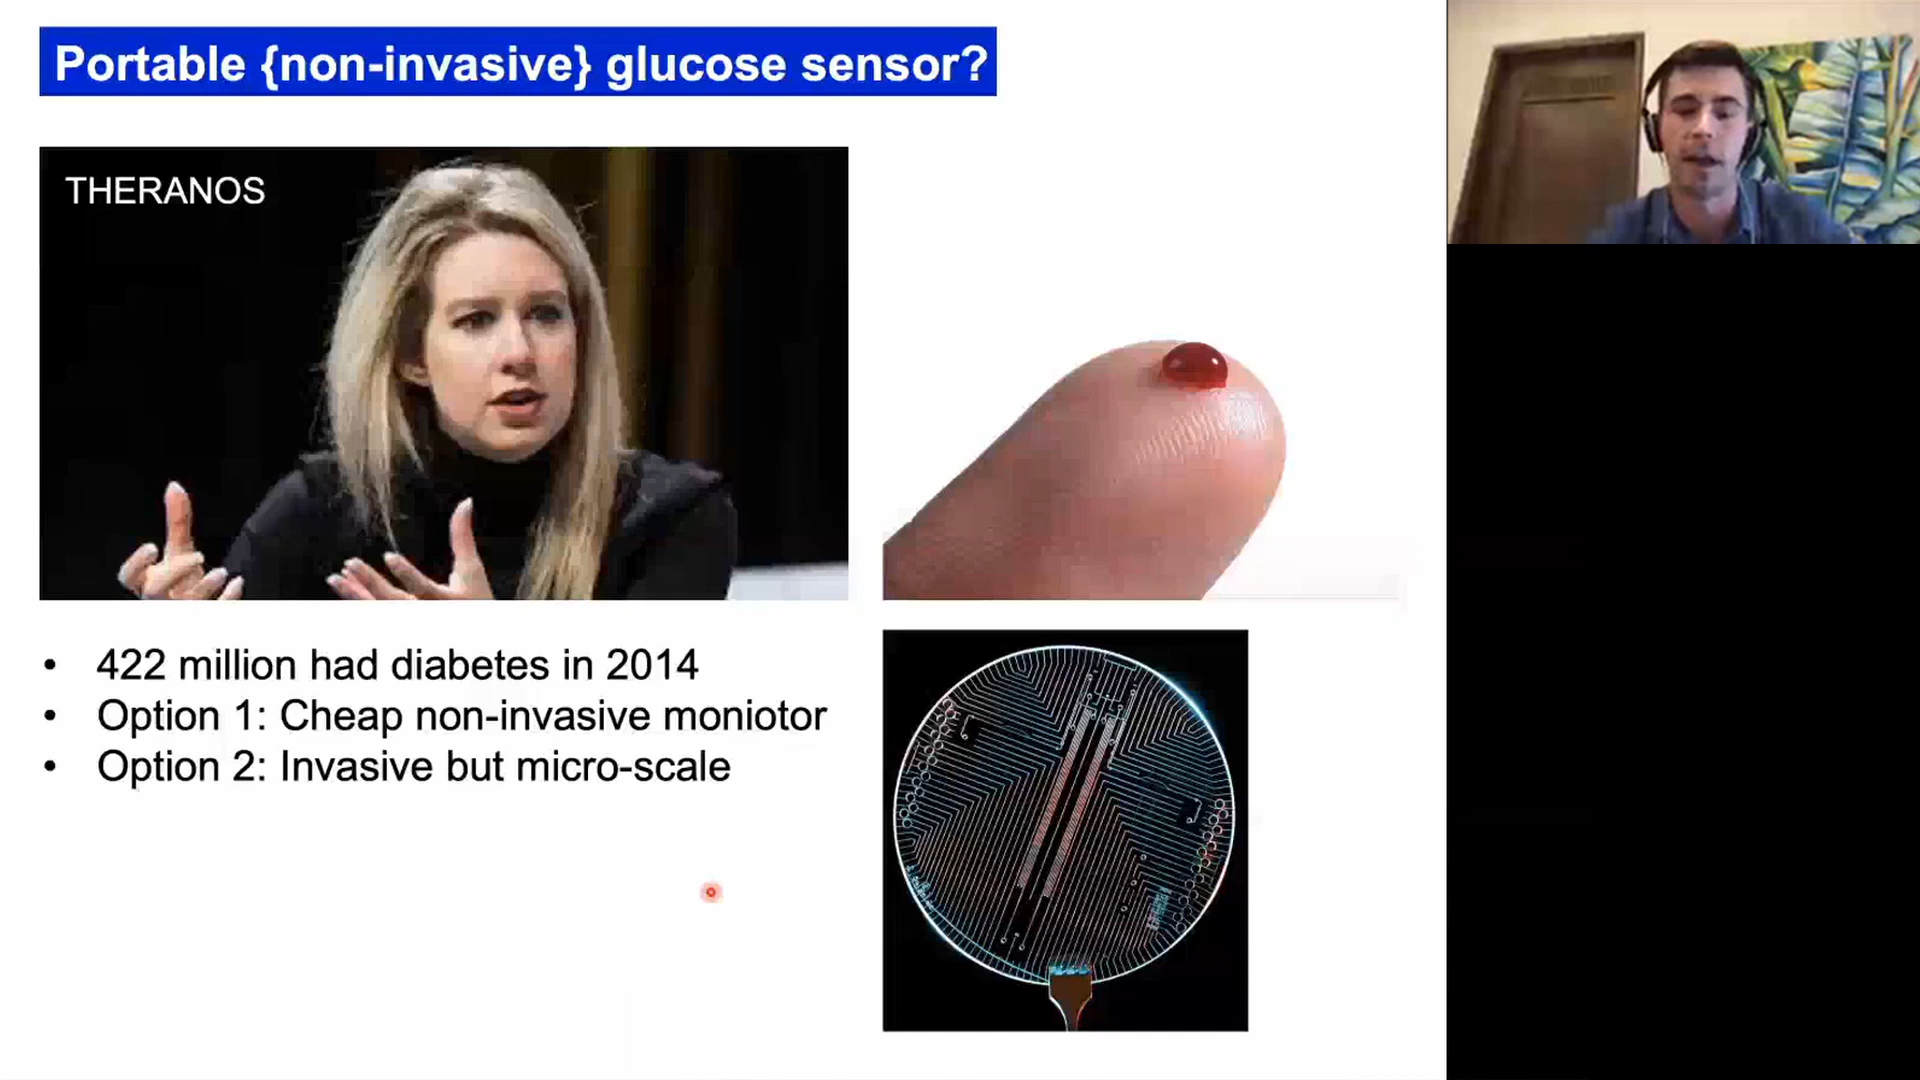 Portable {non-invasive} glucose sensor?
THERANOS
• 422 million had diabetes in 2014
• Option 1: Cheap non-invasive moniotor
• Option 2: Invasive but micro-scale